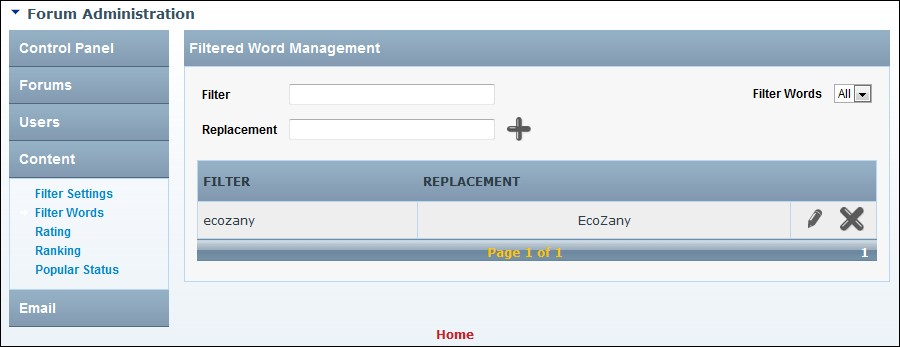 Forum Administration
Control Panel
Forums
Users
Content
Filter Settings
Filter Words
Rating
Ranking
Popular Status
Email
Filtered Word Management
Filter
Filter Words All
Replacement
FILTER REPLACEMENT
ecozany EcoZany
Page 1 of 1 1
Home